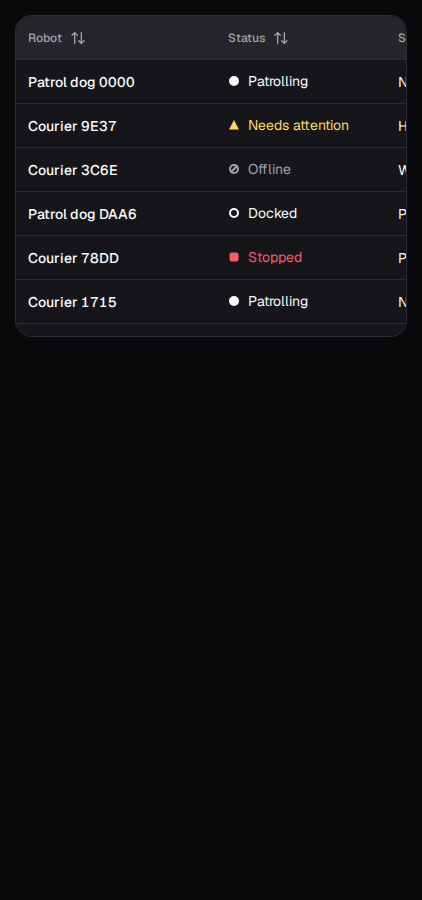 Robot Status S
Patrol dog 0000 Patrolling N
Courier 9E37 Needs attention H
Courier 3C6E Offline W
Patrol dog DAA6 Docked P
Courier 78DD Stopped P
Courier 1715 Patrolling N